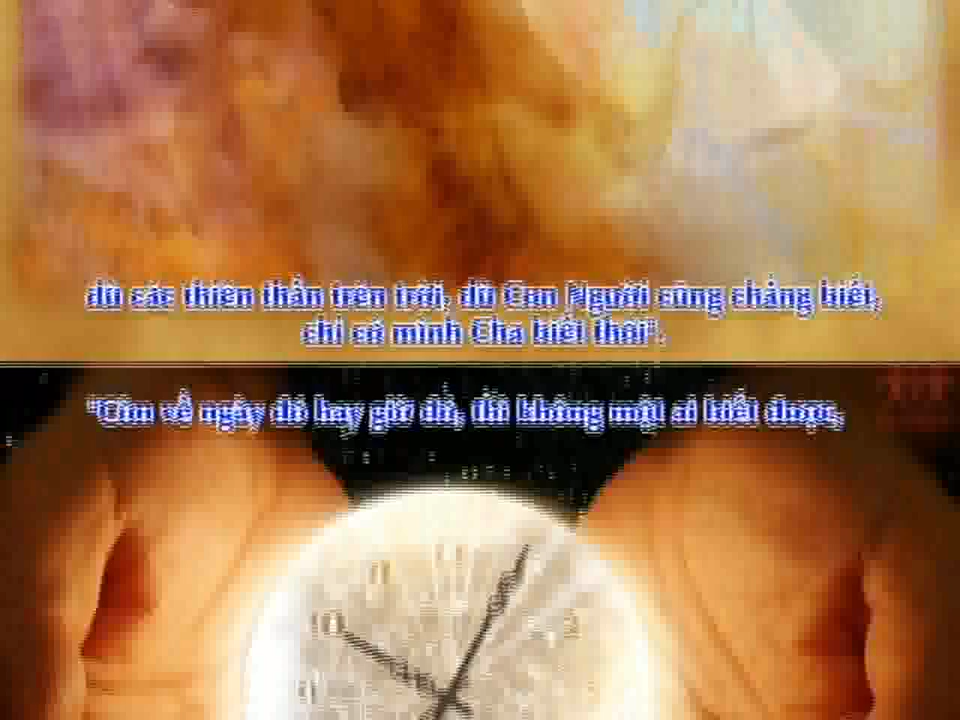 dù các thiên thần trên trời, dù Con Người cũng chẳng biết,
chỉ có mình Cha biết thôi".
"Còn về ngày đó hay giờ đó, thì không một ai biết được,
10